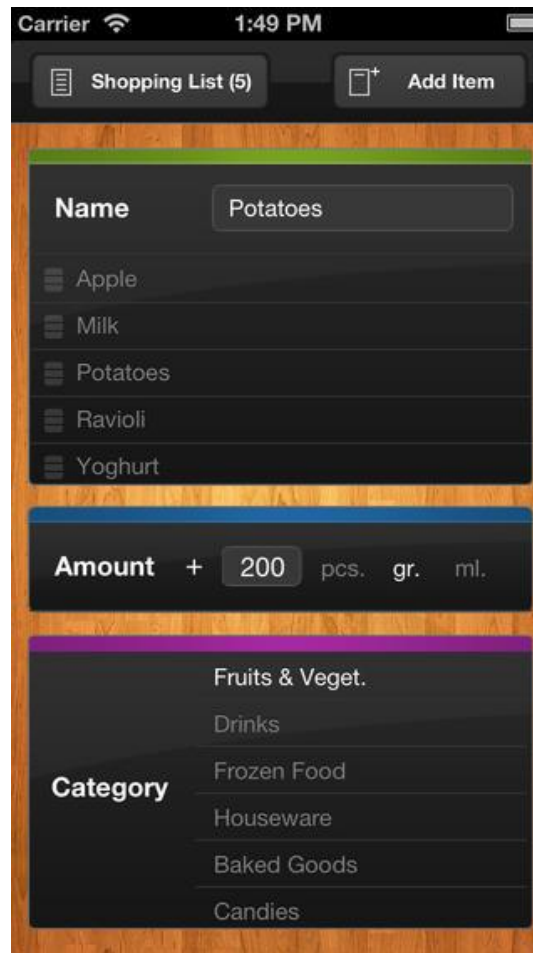 Carrier 1:49 PM
Shopping List (5) Add Item
Name Potatoes
Apple
Milk
Potatoes
Ravioli
Yoghurt
Amount + 200 pcs. gr. ml.
Fruits & Veget.
Drinks
Frozen Food
Category
Houseware
Baked Goods
Candies